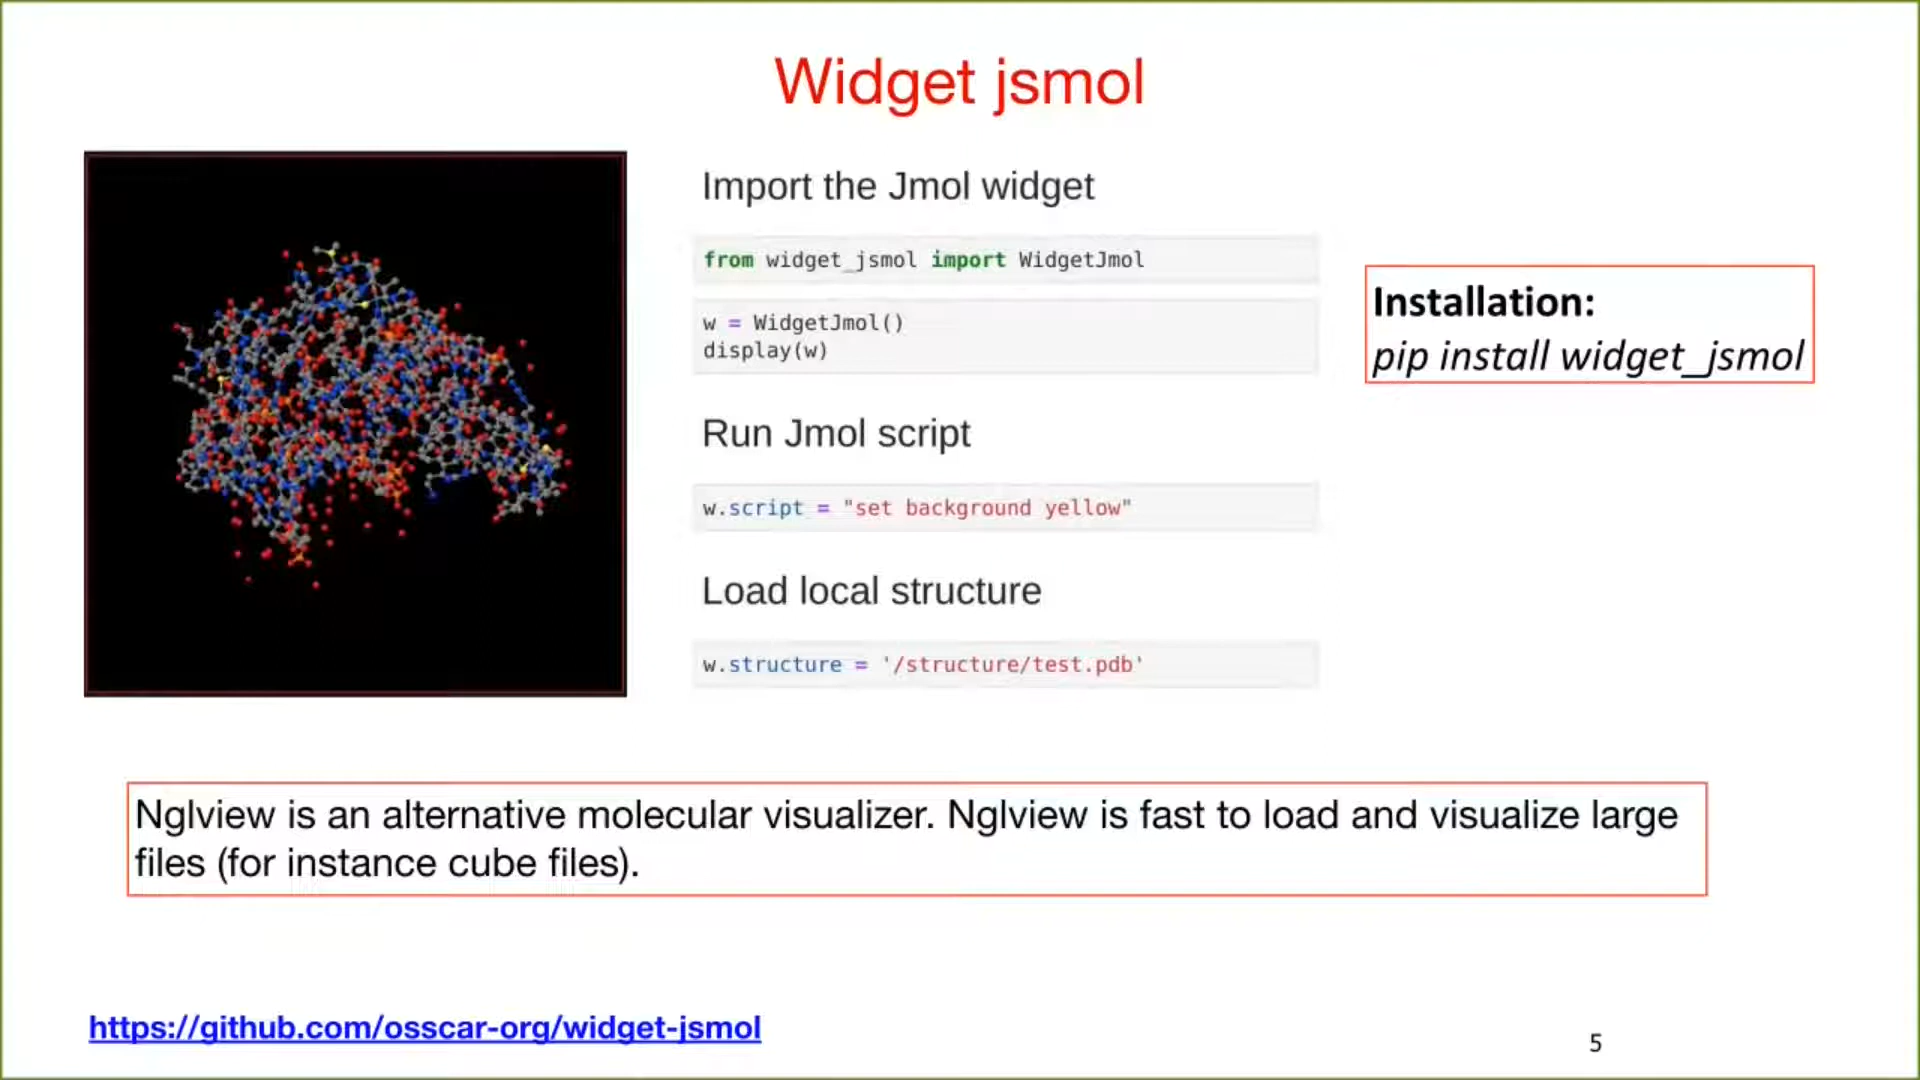 Widget jsmol
Import the Jmol widget
from widget_jsmol import WidgetJmol
w = WidgetJmol()
display(w)
Run Jmol script
w.script = "set background yellow"
Load local structure
w.structure = '/structure/test.pdb'
Installation:
pip install widget_jsmol
Nglview is an alternative molecular visualizer. Nglview is fast to load and visualize large
files (for instance cube files).
https://github.com/osscar-org/widget-jsmol
5